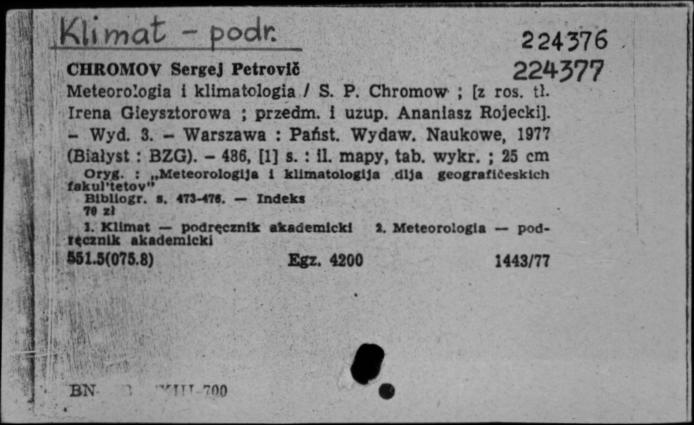 Klimat - podr.
224376
224377
CHROMOV Sergej Petrovič
Meteorologia i klimatologia / S. P. Chromow ; [z ros. tł.
Irena Gieysztorowa ; przedm. i uzup. Ananiasz Rojecki].
- Wyd. 3. - Warszawa : Państ. Wydaw. Naukowe, 1977
(Białyst : BZG). - 486, [1] s. : il. mapy, tab. wykr. ; 25 cm
Oryg. : „Meteorologija i klimatologija dlja geografičeskich
fakul'tetov"
Bibliogr. s. 473-476. — Indeks
70 zł
1. Klimat — podręcznik akademicki 2. Meteorologia — pod-
ręcznik akademicki
551.5(075.8) Egz. 4200 1443/77
BN- XIII-700